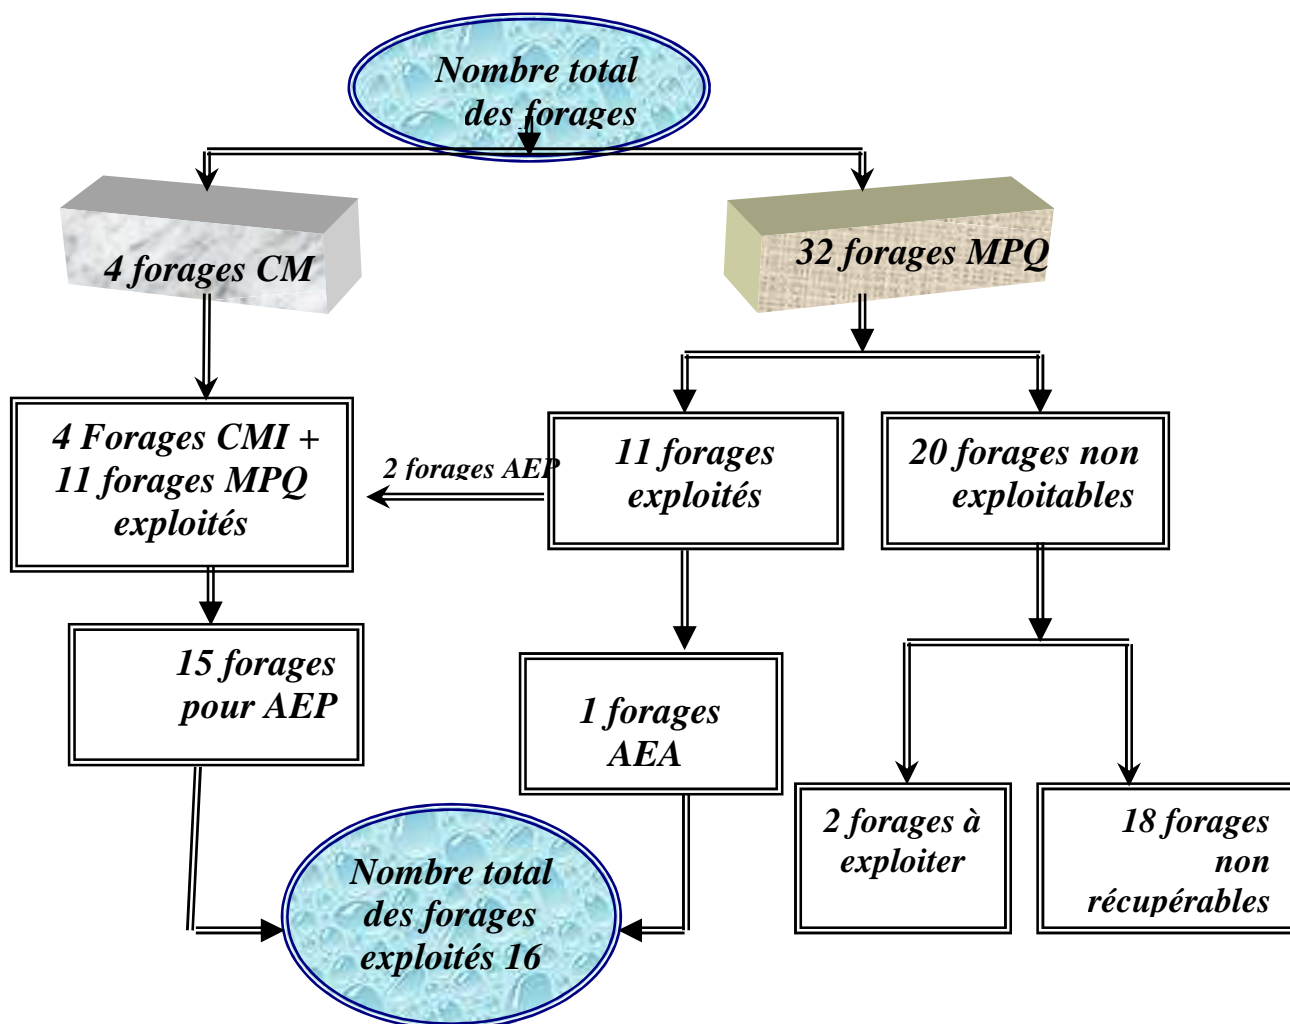 Nombre total
des forages
4 forages CM
32 forages MPQ
4 Forages CMI +
11 forages MPQ
exploités
2 forages AEP
11 forages
exploités
20 forages non
exploitables
15 forages
pour AEP
1 forages
AEA
2 forages à
exploiter
18 forages
non
récupérables
Nombre total
des forages
exploités 16